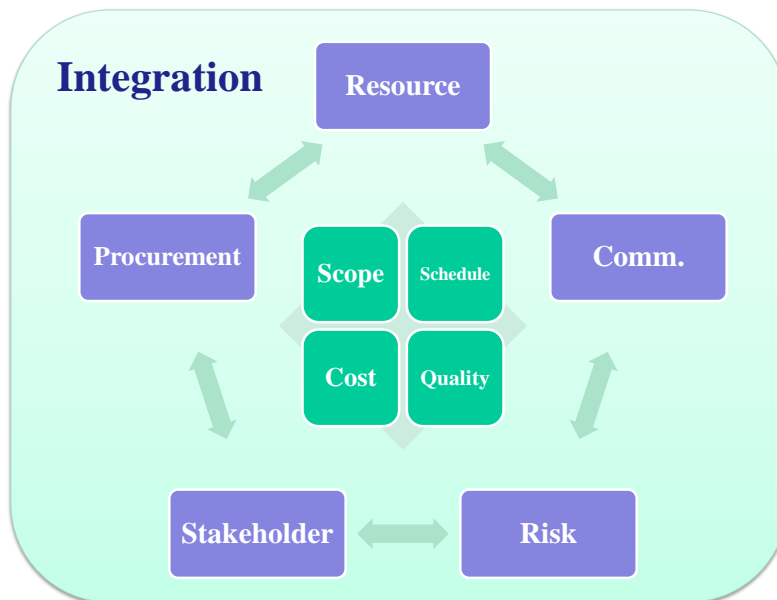 Integration
Resource
Procurement
Comm.
Scope
Schedule
Cost
Quality
Stakeholder
Risk